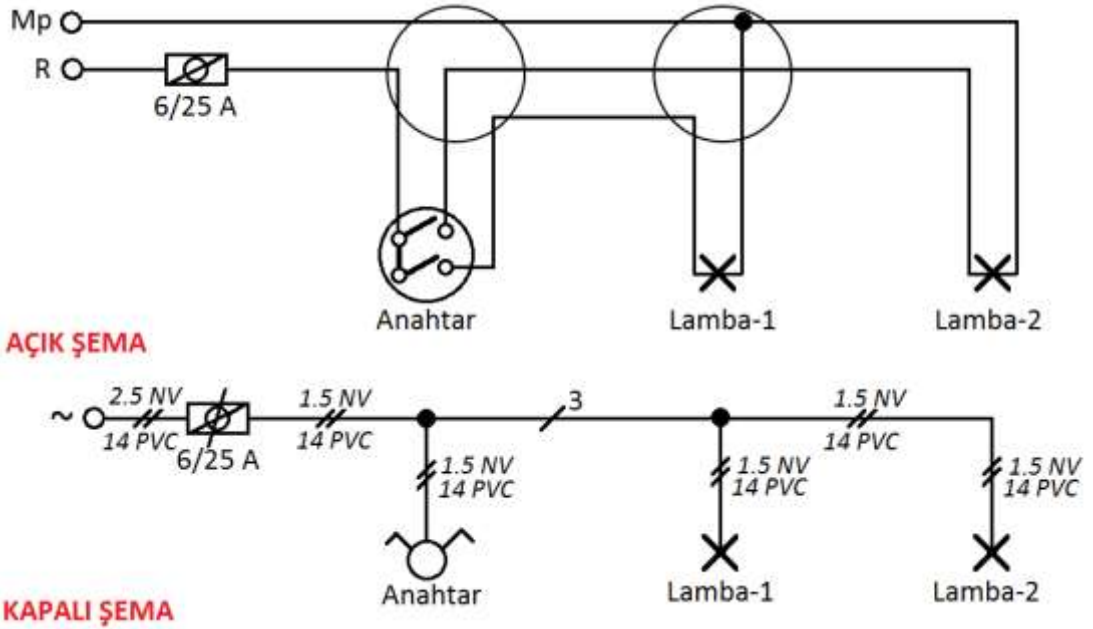 Mp
R
6/25 A
Anahtar
Lamba-1
Lamba-2
AÇIK ŞEMA
~
2.5 NV
14 PVC
6/25 A
1.5 NV
14 PVC
3
1.5 NV
14 PVC
1.5 NV
14 PVC
1.5 NV
14 PVC
1.5 NV
14 PVC
Anahtar
Lamba-1
Lamba-2
KAPALI ŞEMA